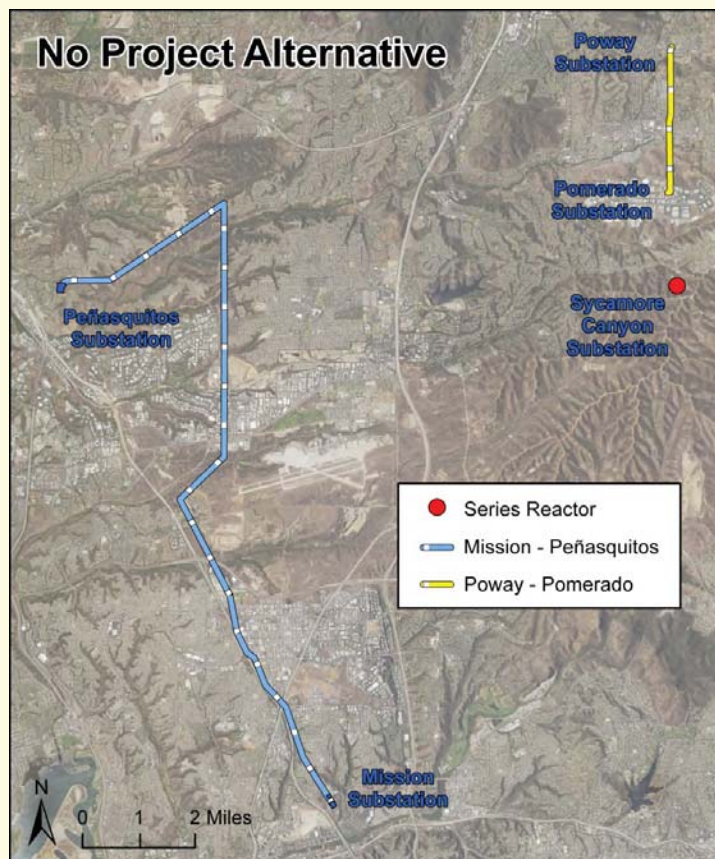 No Project Alternative
Poway
Substation
Pomerado
Substation
Peñasquitos
Substation
Sycamore
Canyon
Substation
Series Reactor
Mission - Peñasquitos
Poway - Pomerado
Mission
Substation
N
0 1 2 Miles